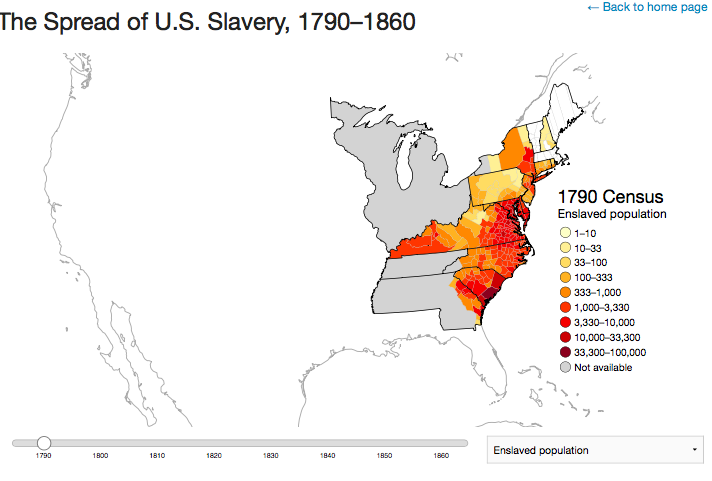 ← Back to home page
The Spread of U.S. Slavery, 1790–1860
1790 Census
Enslaved population
1–10
10–33
33–100
100–333
333–1,000
1,000–3,330
3,330–10,000
10,000–33,300
33,300–100,000
Not available
1790 1800 1810 1820 1830 1840 1850 1860
Enslaved population